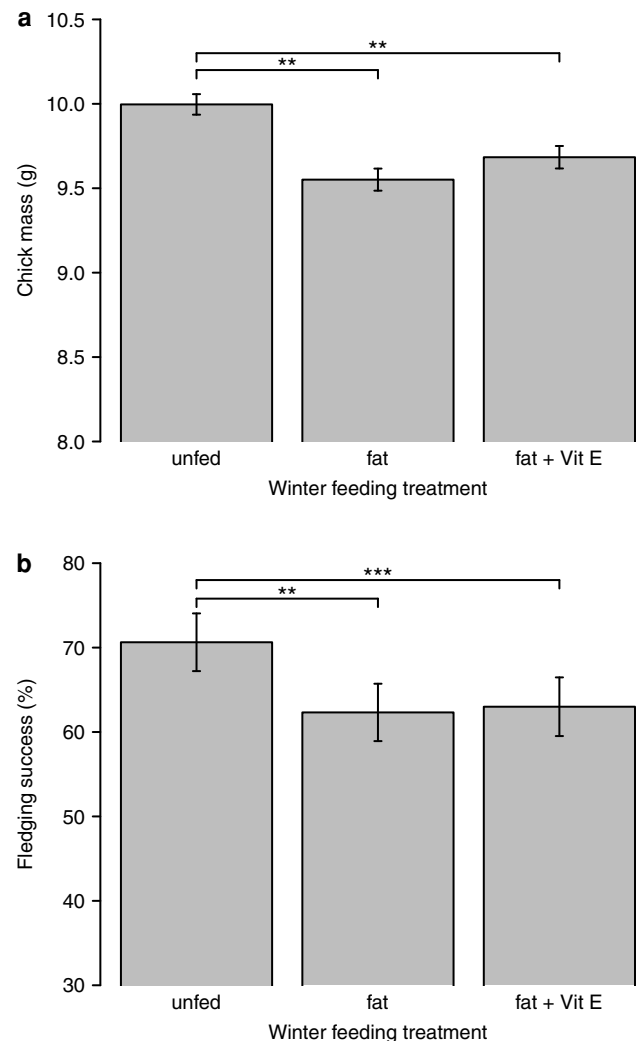 a
10.5
**
**
10.0
9.5
9.0
8.5
8.0
Chick mass (g)
unfed fat fat + Vit E
Winter feeding treatment
b
80
***
**
70
60
50
40
30
Fledging success (%)
unfed fat fat + Vit E
Winter feeding treatment